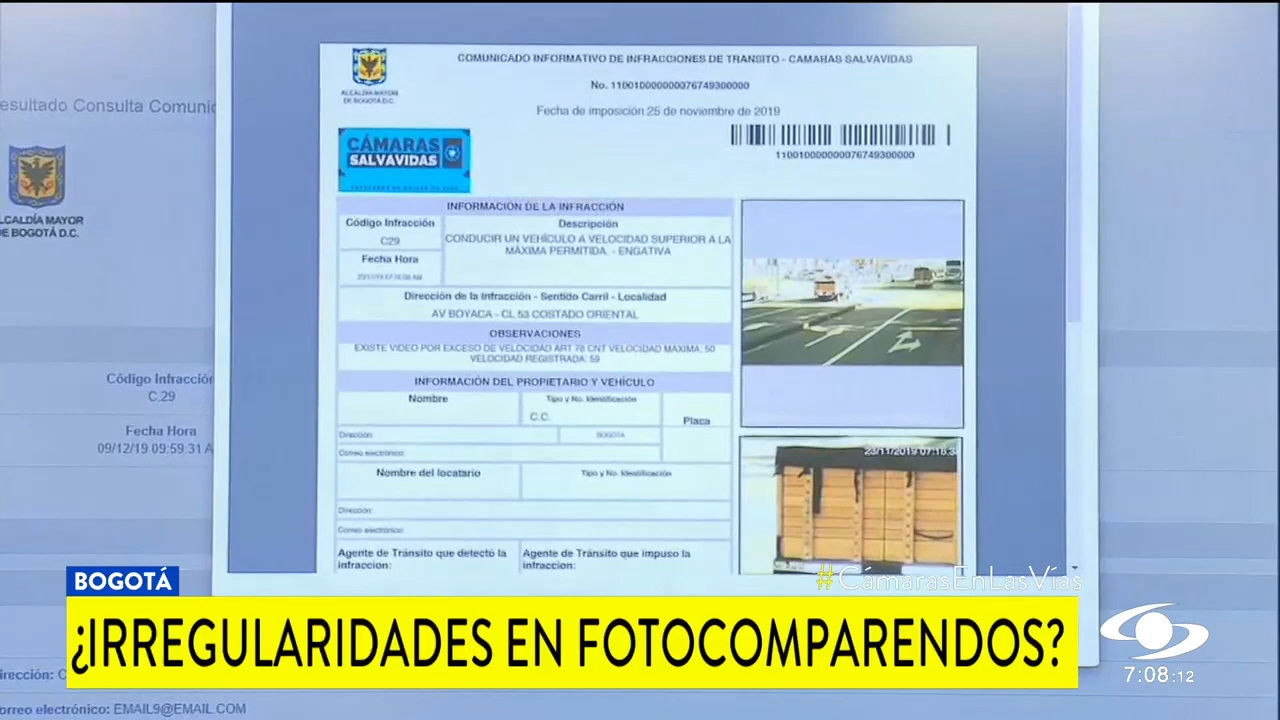 COMUNICADO INFORMATIVO DE INFRACCIONES DE TRANSITO - CAMARAS SALVAVIDAS
No. 11001000000076749300000
Fecha de imposición 25 de noviembre de 2019
ALCALDÍA MAYOR
DE BOGOTÁ D.C.
CÁMARAS
SALVAVIDAS
11001000000076749300000
esultado Consulta Comunic
LCALDÍA MAYOR
E BOGOTÁ D.C.
INFORMACIÓN DE LA INFRACCIÓN
Código Infracción
C29
Descripción
CONDUCIR UN VEHÍCULO A VELOCIDAD SUPERIOR A LA
MÁXIMA PERMITIDA. - ENGATIVA
Fecha Hora
Dirección de la Infracción - Sentido Carril - Localidad
AV BOYACA - CL 53 COSTADO ORIENTAL
OBSERVACIONES
EXISTE VIDEO POR EXCESO DE VELOCIDAD ART 78 CNT VELOCIDAD MAXIMA: 50
VELOCIDAD REGISTRADA: 59
INFORMACIÓN DEL PROPIETARIO Y VEHÍCULO
Nombre
Tipo y No. Identificación
C.C.
Placa
Dirección:
BOGOTA
Correo electrónico:
Nombre del locatario
Tipo y No. Identificación
Dirección:
Correo electrónico:
Agente de Tránsito que detectó la
infraccion:
Agente de Tránsito que impuso la
infraccion:
23/11/2019 07:16:3
Código Infracción
C.29
Fecha Hora
09/12/19 09:59:31 A
#CámarasEnLasVías
BOGOTÁ
¿IRREGULARIDADES EN FOTOCOMPARENDOS?
7:08:12
irección: C
orreo electrónico: EMAIL9@EMAIL.COM